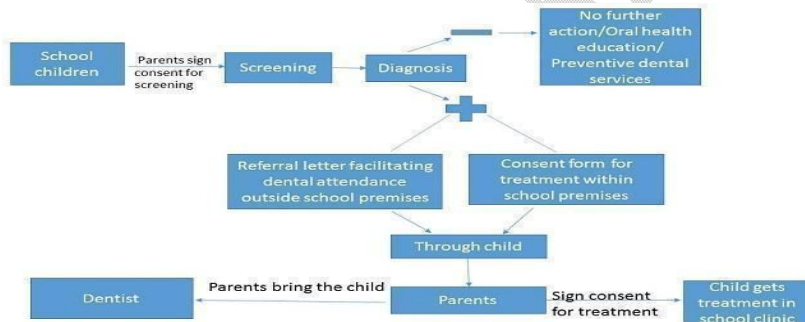 School
children
Parents sign
consent for
screening
Screening
Diagnosis
No further
action/Oral health
education/
Preventive dental
services
Referral letter facilitating
dental attendance
outside school premises
Consent form for
treatment within
school premises
Through child
Dentist
Parents bring the child
Parents
Sign consent
for treatment
Child gets
treatment in
school clinic